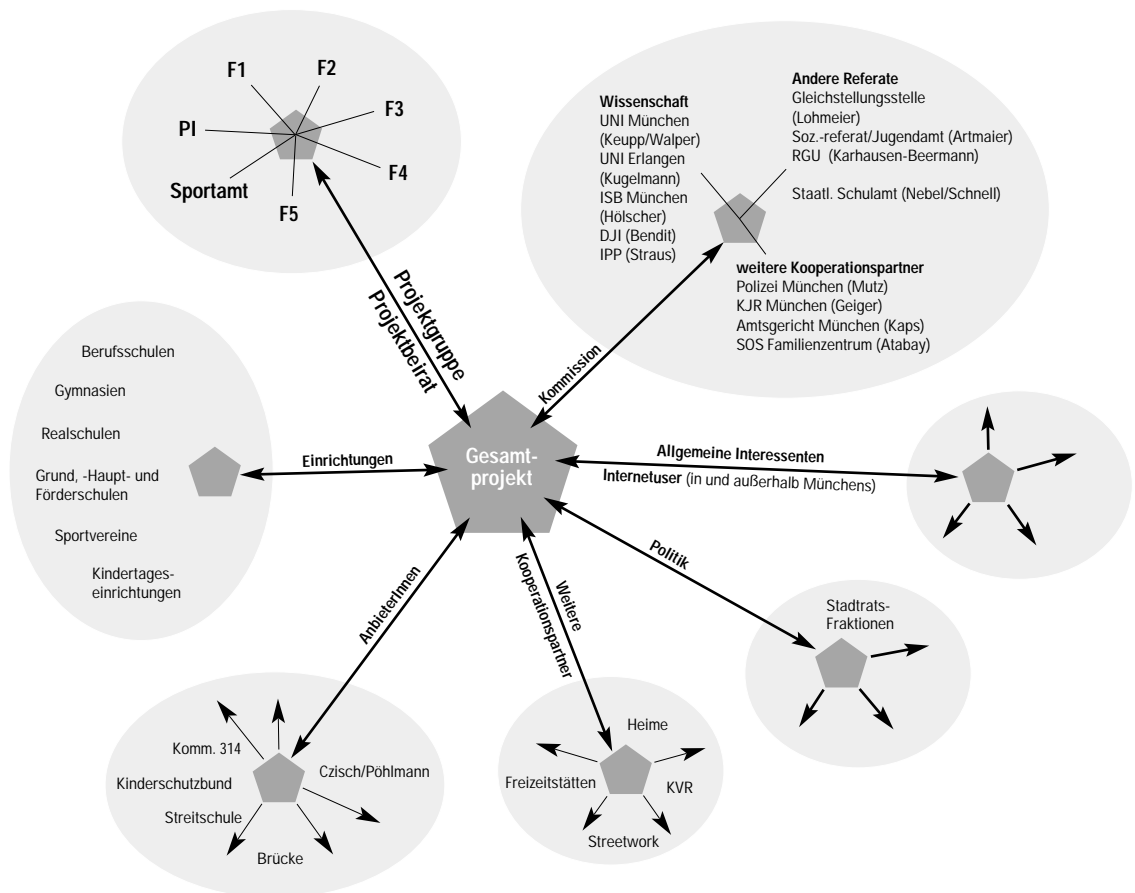 F1
F2
F3
PI
F4
Sportamt
F5
Wissenschaft
UNI München
(Keupp/Walper)
UNI Erlangen
(Kugelmann)
ISB München
(Hölscher)
DJI (Bendit)
IPP (Straus)
Andere Referate
Gleichstellungsstelle
(Lohmeier)
Soz.-referat/Jugendamt (Artmaier)
RGU (Karhausen-Beermann)
Staatl. Schulamt (Nebel/Schnell)
weitere Kooperationspartner
Polizei München (Mutz)
KJR München (Geiger)
Amtsgericht München (Kaps)
SOS Familienzentrum (Atabay)
Projektgruppe
Projektbeirat
Kommission
Berufsschulen
Gymnasien
Realschulen
Grund, -Haupt- und
Förderschulen
Sportvereine
Kindertages-
einrichtungen
Einrichtungen
Gesamt-
projekt
Allgemeine Interessenten
Internetuser (in und außerhalb Münchens)
Politik
Stadtrats-
Fraktionen
Weitere
Kooperationspartner
AnbieterInnen
Komm. 314
Kinderschutzbund
Czisch/Pöhlmann
Streitschule
Brücke
Heime
Freizeitstätten
KVR
Streetwork